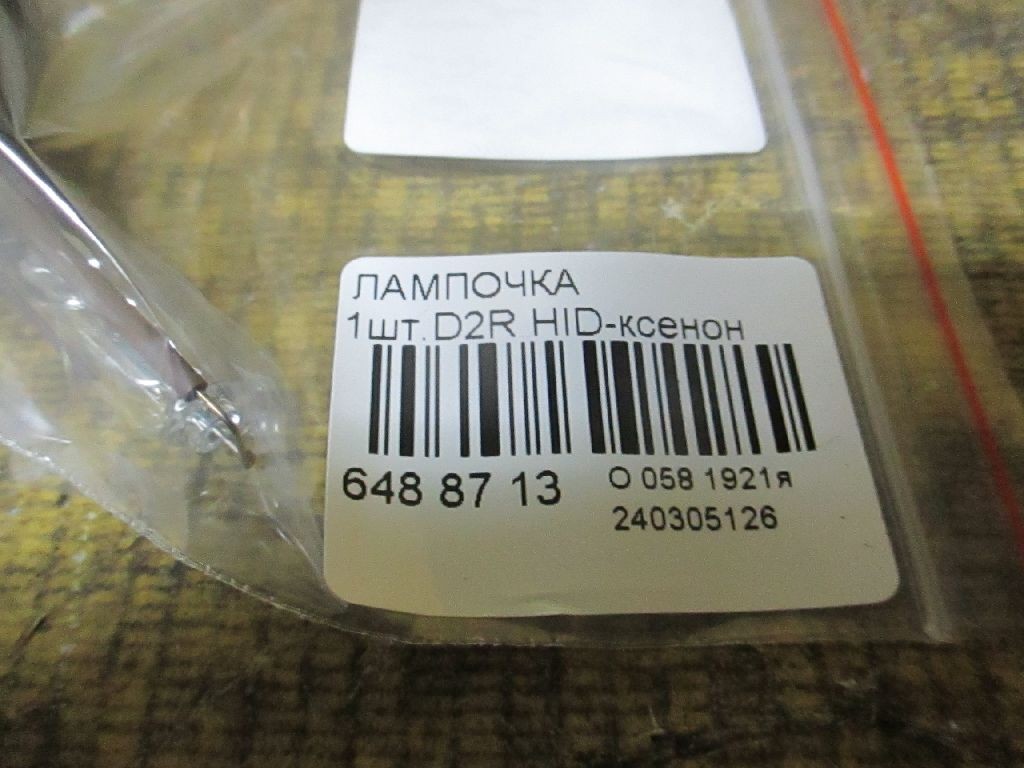 ЛАМПОЧКА
1шт.D2R HID-ксенон
648 87 13
О 058 1921я
240305126